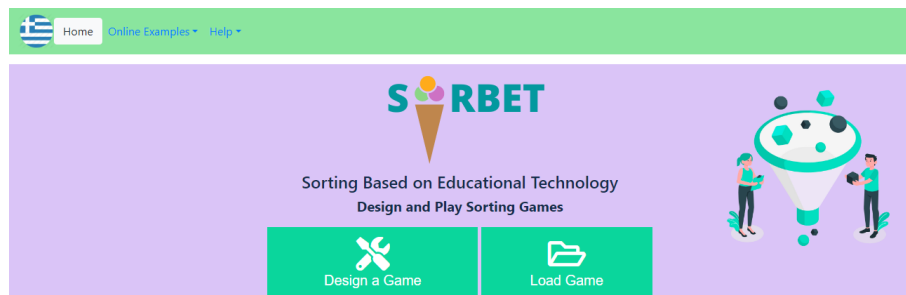 Home Online Examples Help
SORBET
Sorting Based on Educational Technology
Design and Play Sorting Games
Design a Game Load Game